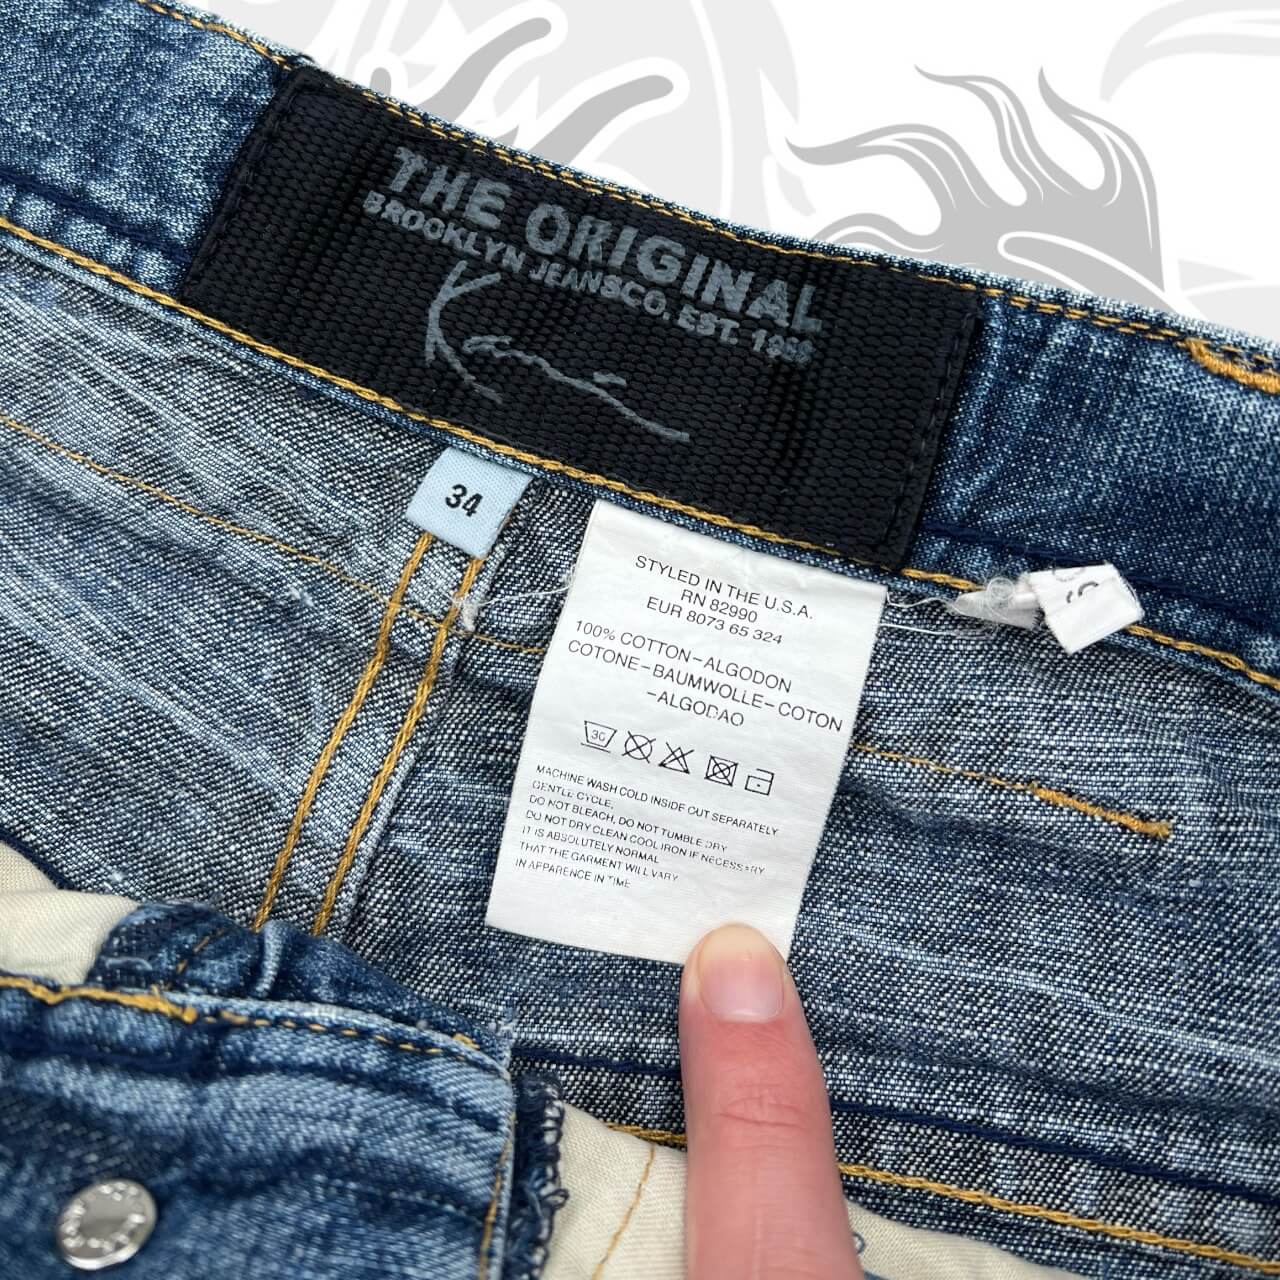 THE ORIGINAL
BROOKLYN JEANSCO. EST. 1989
Kani
34
STYLED IN THE U.S.A.
RN 82990
EUR 8073 65 324
100% COTTON-ALGODON
COTONE-BAUMWOLLE-COTON
-ALGODAO
30
MACHINE WASH COLD INSIDE OUT SEPARATELY
GENTLE CYCLE,
DO NOT BLEACH, DO NOT TUMBLE DRY
DO NOT DRY CLEAN COOL IRON IF NECESSARY
IT IS ABSOLUTELY NORMAL
THAT THE GARMENT WILL VARY
IN APPARENCE IN TIME